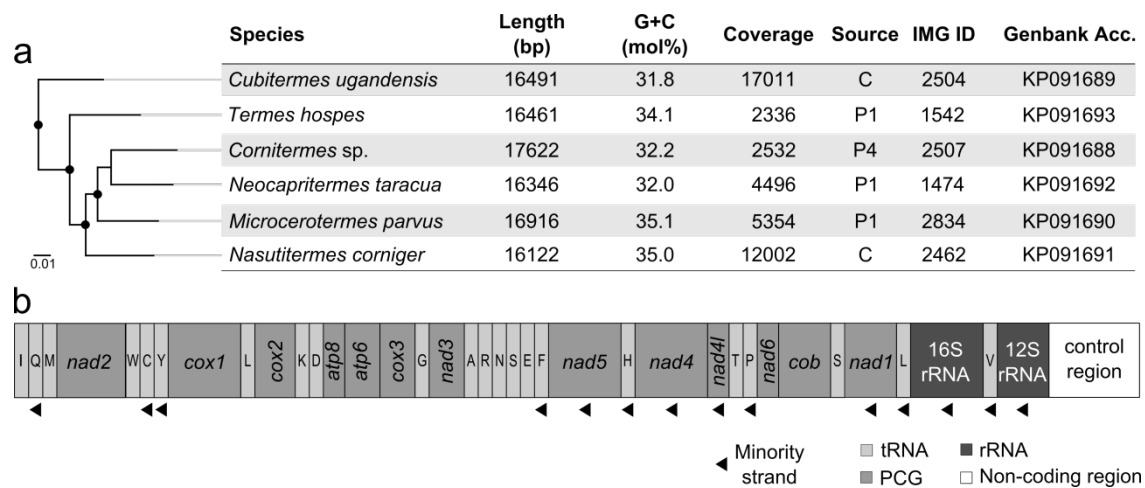 a
Species Length (bp) G+C (mol%) Coverage Source IMG ID Genbank Acc.
Cubitermes ugandensis 16491 31.8 17011 C 2504 KP091689
Termes hospes 16461 34.1 2336 P1 1542 KP091693
Cornitermes sp. 17622 32.2 2532 P4 2507 KP091688
Neocapritermes taracua 16346 32.0 4496 P1 1474 KP091692
Microcerotermes parvus 16916 35.1 5354 P1 2834 KP091690
Nasutitermes corniger 16122 35.0 12002 C 2462 KP091691
0.01
b
I Q M nad2 W C Y cox1 L cox2 K D atp8 atp6 cox3 G nad3 A R N S E F nad5 H nad4 nad4l T P nad6 cob S nad1 L 16S rRNA V 12S rRNA control region
Minority strand
tRNA rRNA
PCG Non-coding region